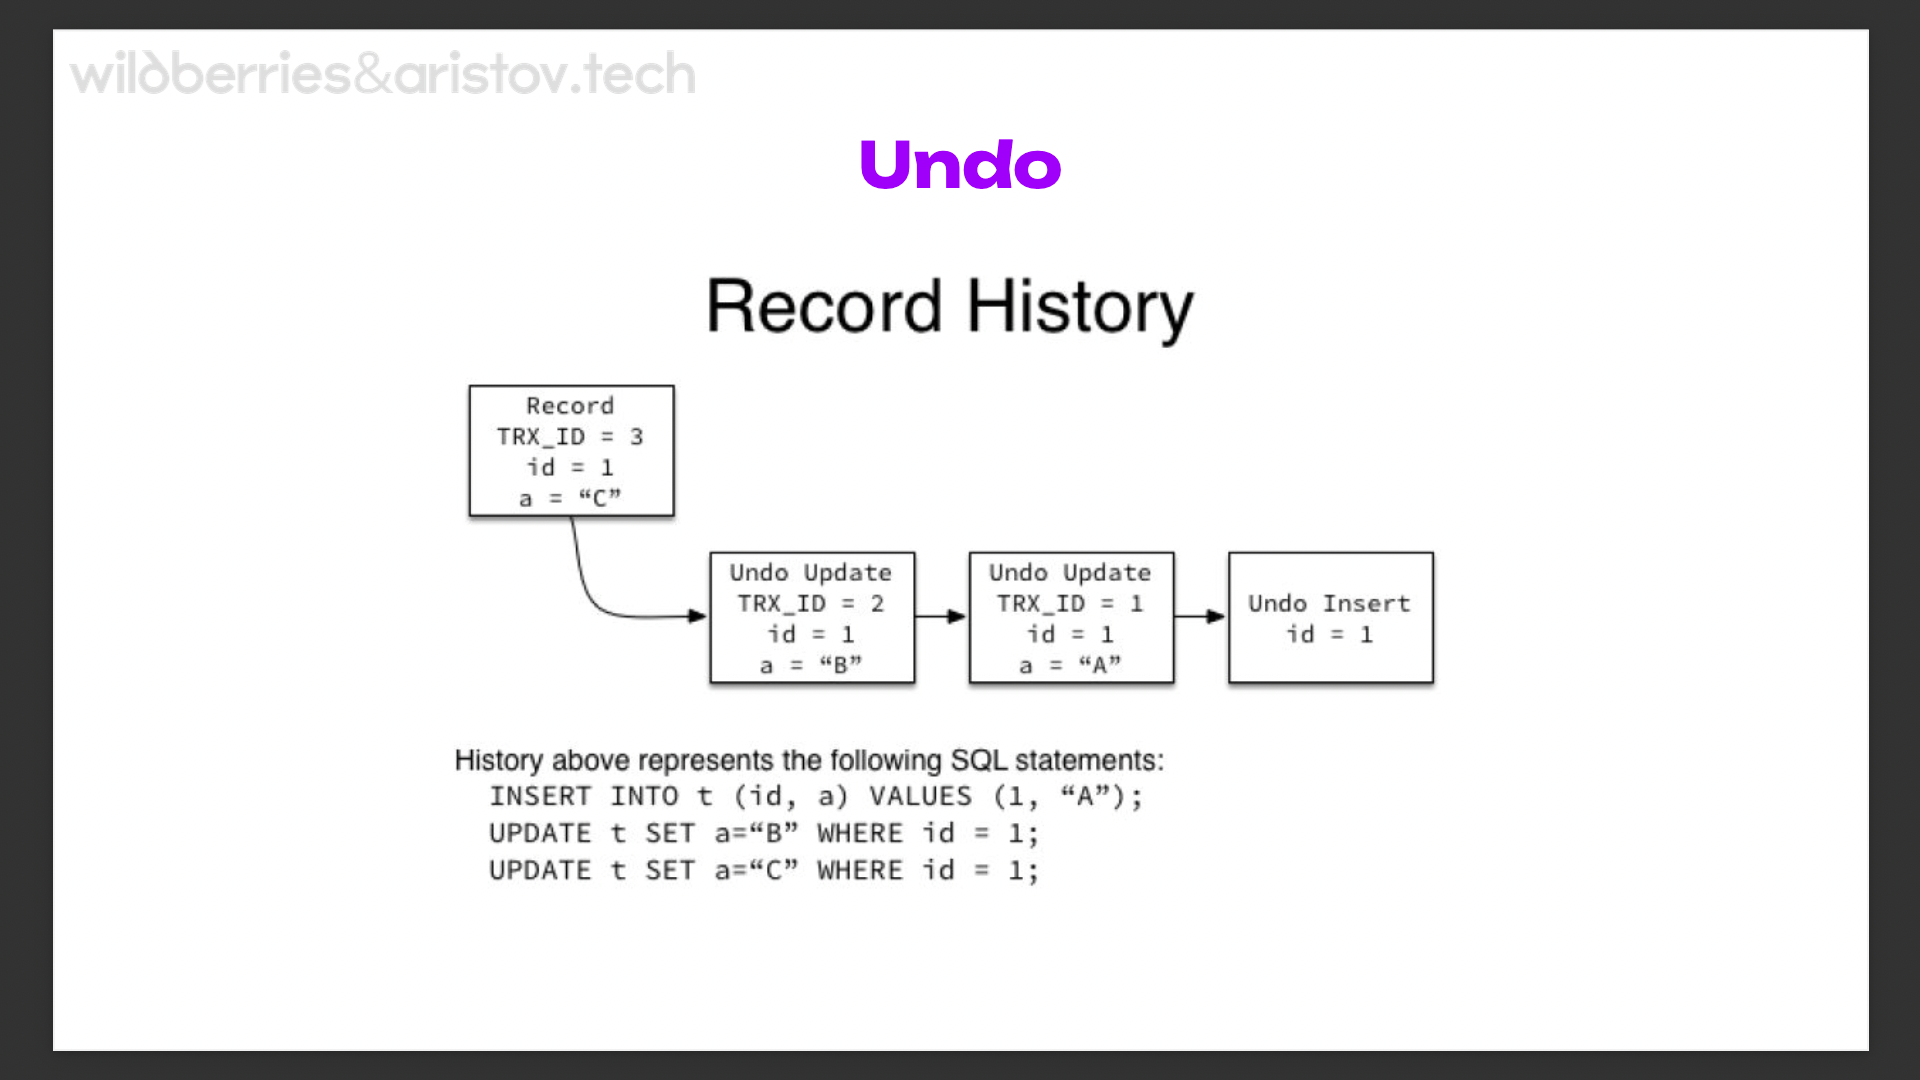 wildberries&aristov.tech
Undo
Record History
Record
TRX_ID = 3
id = 1
a = “C”
Undo Update
TRX_ID = 2
id = 1
a = “B”
Undo Update
TRX_ID = 1
id = 1
a = “A”
Undo Insert
id = 1
History above represents the following SQL statements:
INSERT INTO t (id, a) VALUES (1, “A”);
UPDATE t SET a=“B” WHERE id = 1;
UPDATE t SET a=“C” WHERE id = 1;